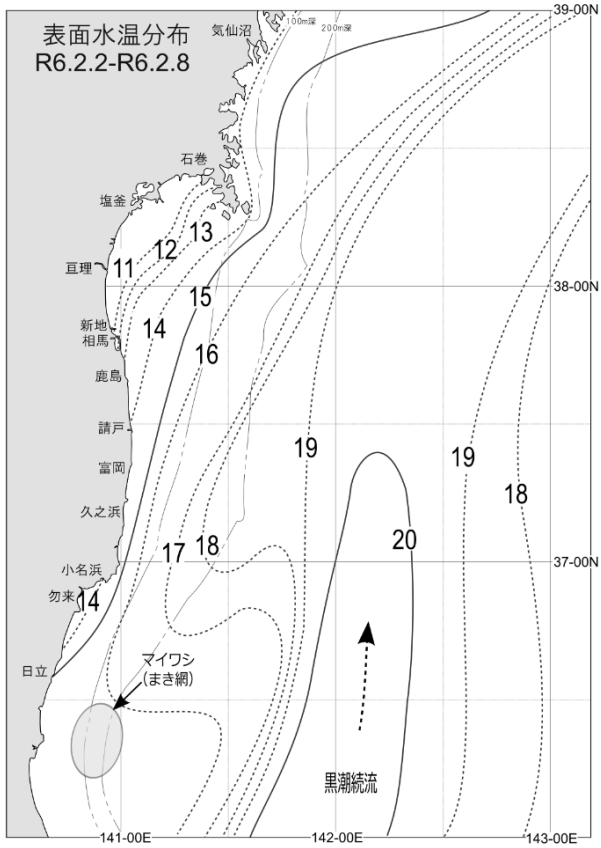 39-00N
表面水温分布
R6.2.2-R6.2.8
気仙沼
100m深
200m深
石巻
塩釜
13
12
亘理
11
38-00N
15
新地
14
相馬
16
鹿島
請戸
19
19
富岡
18
久之浜
17
18
20
小名浜
37-00N
勿来
14
日立
マイワシ
(まき網)
黒潮続流
141-00E
142-00E
143-00E